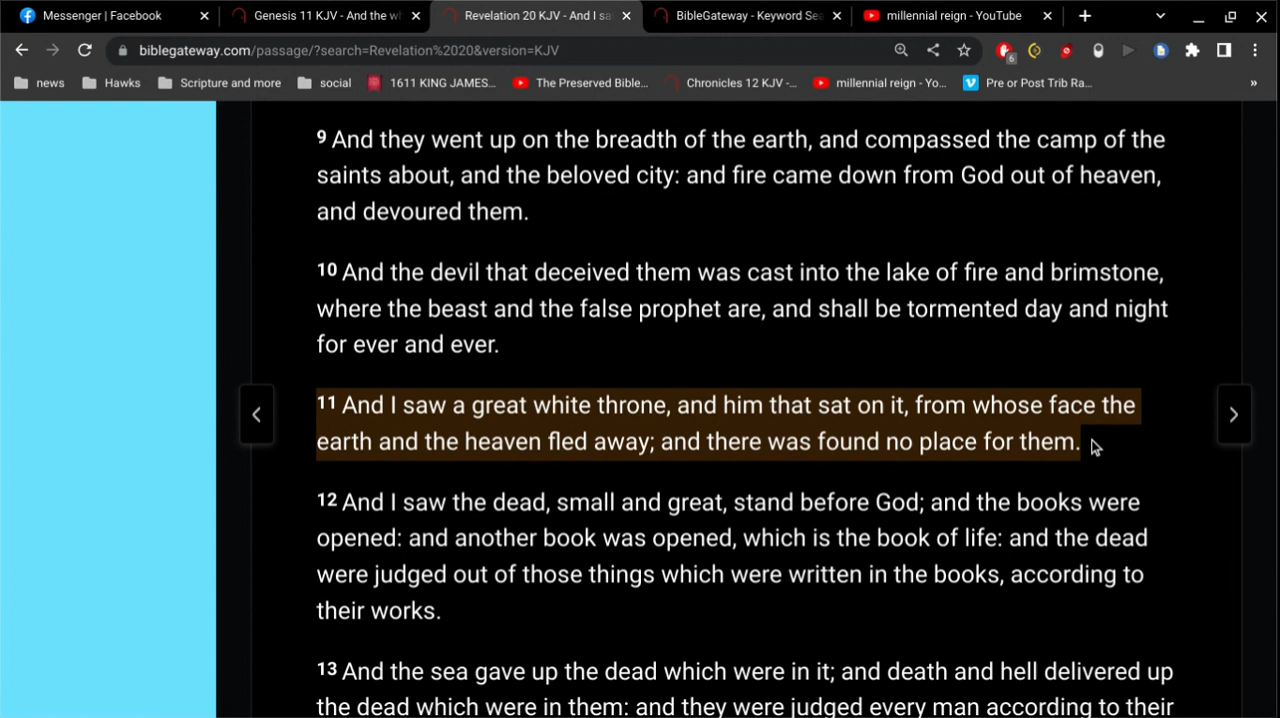 Messenger | Facebook
Genesis 11 KJV - And the wh
Revelation 20 KJV - And I sa
BibleGateway - Keyword Sea
millennial reign - YouTube
biblegateway.com/passage/?search=Revelation%2020&version=KJV
6
news
Hawks
Scripture and more
social
1611 KING JAMES...
The Preserved Bible...
Chronicles 12 KJV -...
millennial reign - Yo...
Pre or Post Trib Ra...
»
9 And they went up on the breadth of the earth, and compassed the camp of the
saints about, and the beloved city: and fire came down from God out of heaven,
and devoured them.
10 And the devil that deceived them was cast into the lake of fire and brimstone,
where the beast and the false prophet are, and shall be tormented day and night
for ever and ever.
11 And I saw a great white throne, and him that sat on it, from whose face the
earth and the heaven fled away; and there was found no place for them.
12 And I saw the dead, small and great, stand before God; and the books were
opened: and another book was opened, which is the book of life: and the dead
were judged out of those things which were written in the books, according to
their works.
13 And the sea gave up the dead which were in it; and death and hell delivered up
the dead which were in them: and they were judged every man according to their